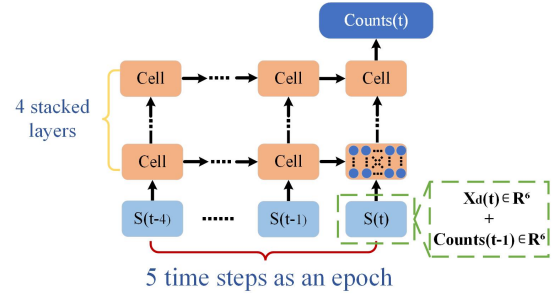 Counts(t)
Cell
Cell
Cell
4 stacked
layers
Cell
Cell
S(t-4)
S(t-1)
S(t)
Xd(t)∈R⁶
+
Counts(t-1)∈R⁶
5 time steps as an epoch